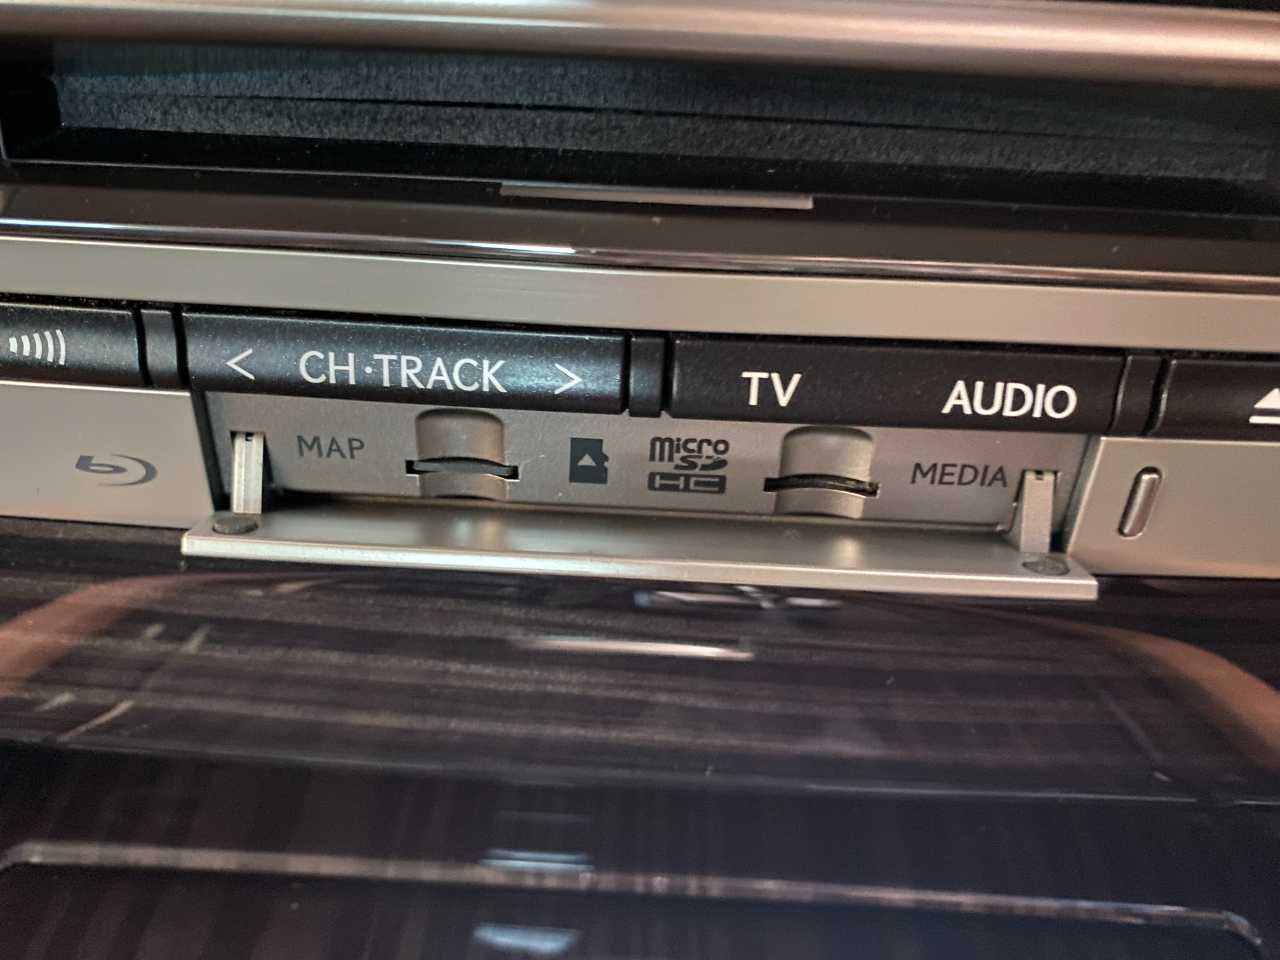 < CH·TRACK >
TV AUDIO
MAP
micro
SD
HC
MEDIA